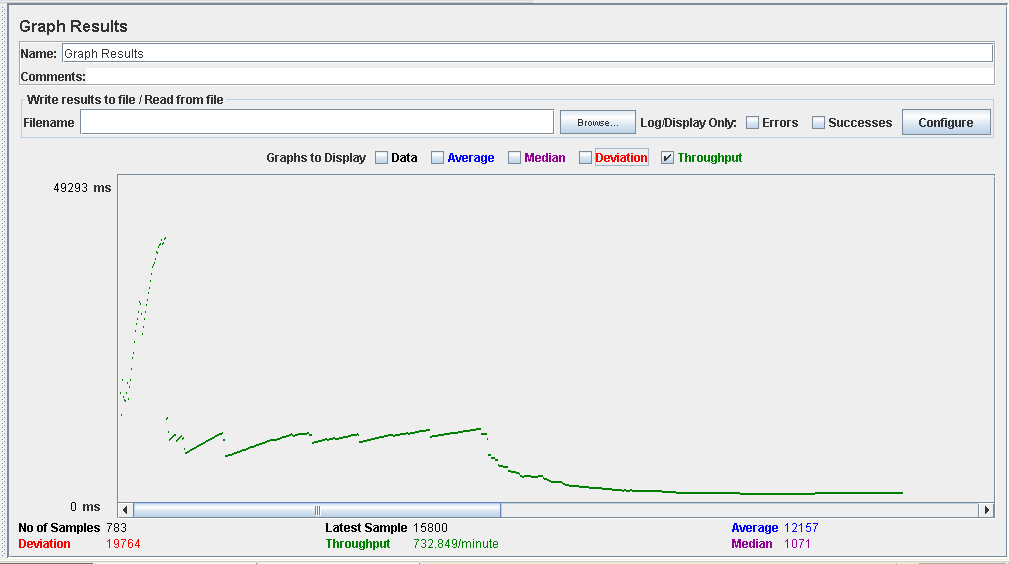 Graph Results
Name: Graph Results
Comments:
Write results to file / Read from file
Filename Browse... Log/Display Only: Errors Successes Configure
Graphs to Display Data Average Median Deviation Throughput
49293 ms
0 ms
No of Samples 783 Latest Sample 15800 Average 12157
Deviation 19764 Throughput 732.849/minute Median 1071